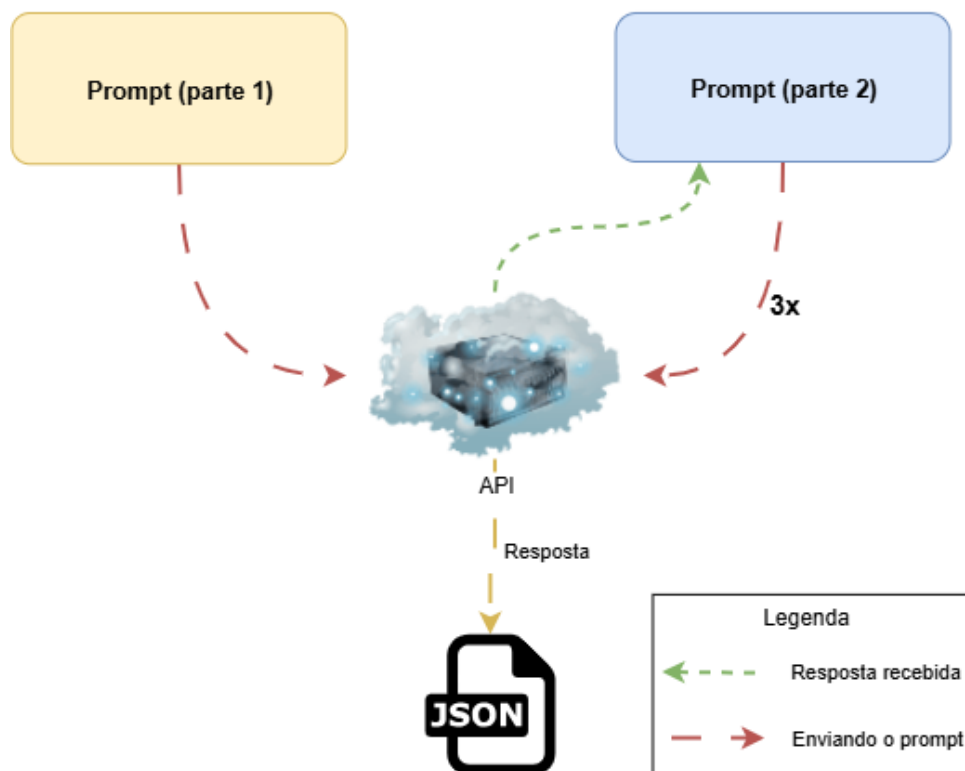 Prompt (parte 1)
Prompt (parte 2)
3x
API
Resposta
JSON
Legenda
Resposta recebida
Enviando o prompt